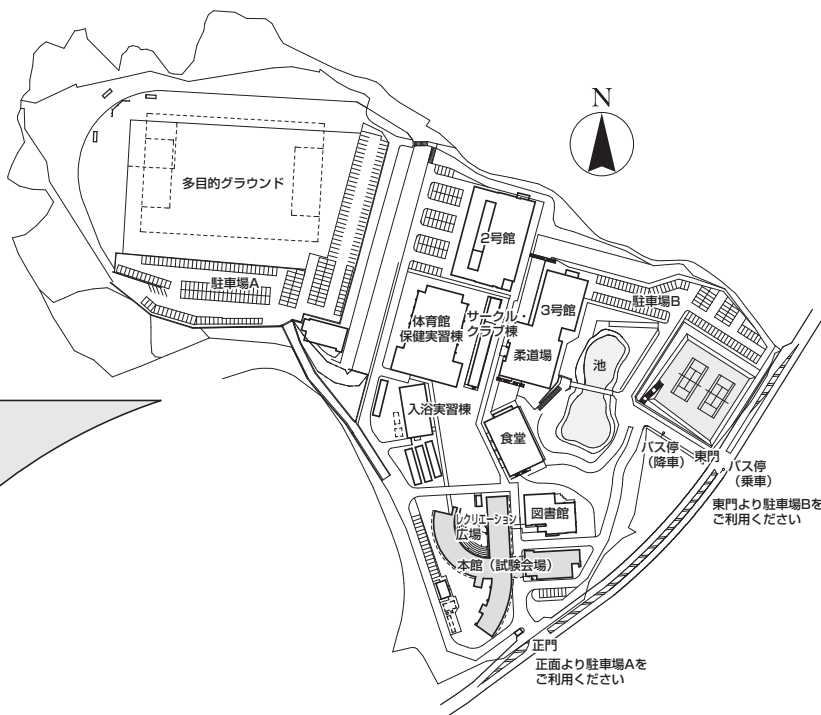 N
多目的グラウンド
2号館
駐車場A
駐車場B
3号館
サークル・
クラブ棟
体育館
保健実習棟
柔道場
池
入浴実習棟
食堂
バス停
（降車）
東門
バス停
（乗車）
東門より駐車場Bを
ご利用ください
図書館
レクリエーション
広場
本館（試験会場）
正門
正面より駐車場Aを
ご利用ください